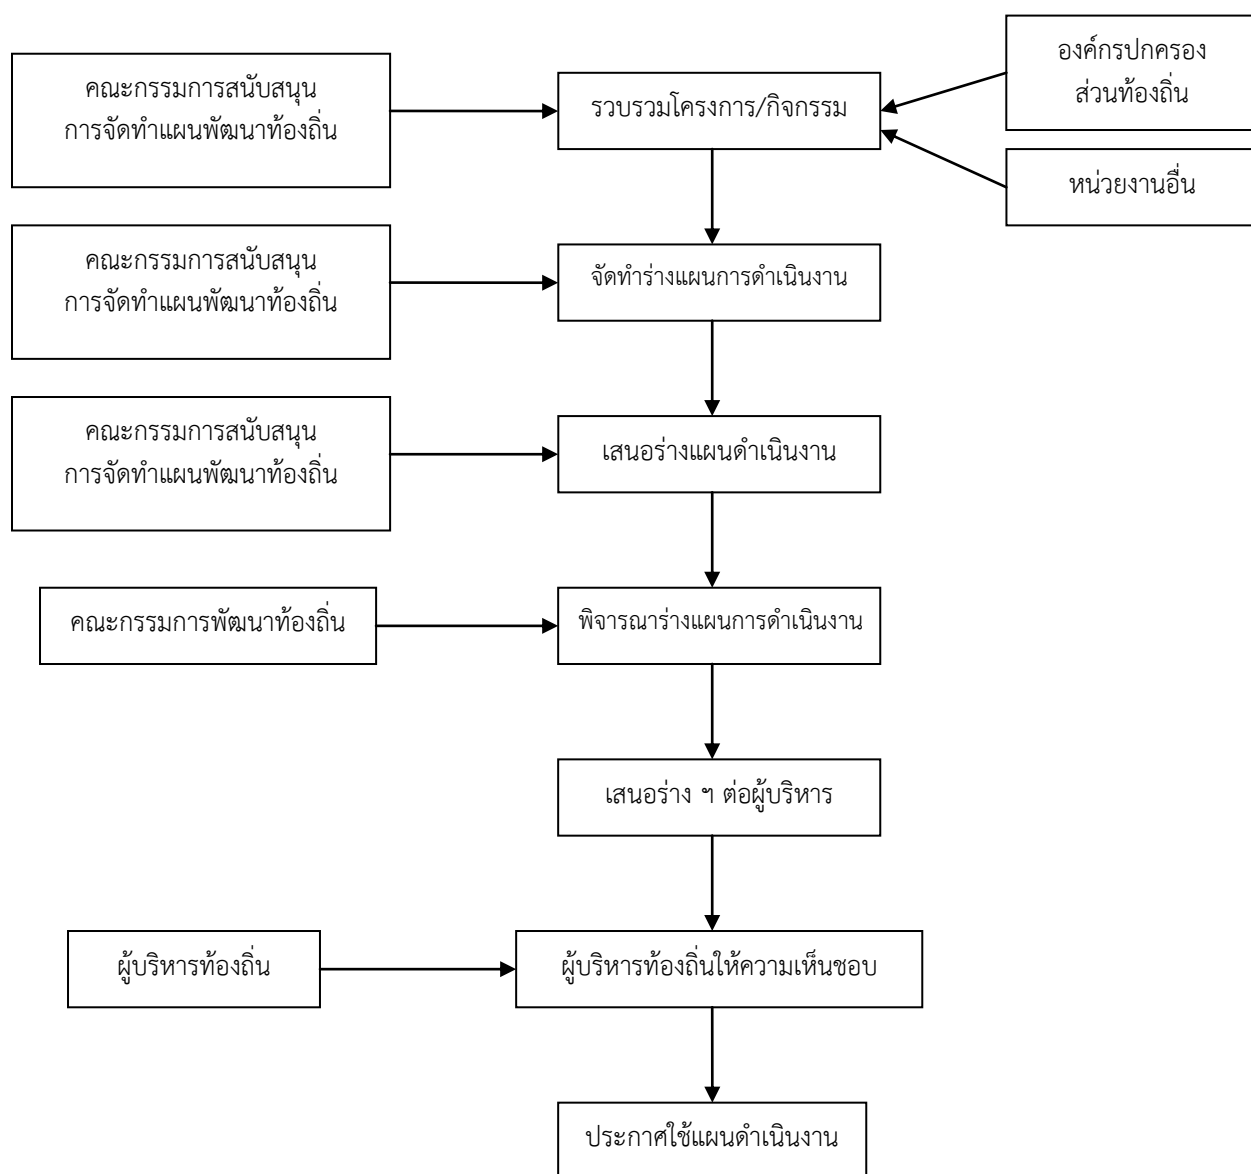 คณะกรรมการสนับสนุน
การจัดทำแผนพัฒนาท้องถิ่น
รวบรวมโครงการ/กิจกรรม
องค์กรปกครอง
ส่วนท้องถิ่น
หน่วยงานอื่น
คณะกรรมการสนับสนุน
การจัดทำแผนพัฒนาท้องถิ่น
จัดทำร่างแผนการดำเนินงาน
คณะกรรมการสนับสนุน
การจัดทำแผนพัฒนาท้องถิ่น
เสนอร่างแผนดำเนินงาน
คณะกรรมการพัฒนาท้องถิ่น
พิจารณาร่างแผนการดำเนินงาน
เสนอร่าง ฯ ต่อผู้บริหาร
ผู้บริหารท้องถิ่น
ผู้บริหารท้องถิ่นให้ความเห็นชอบ
ประกาศใช้แผนดำเนินงาน